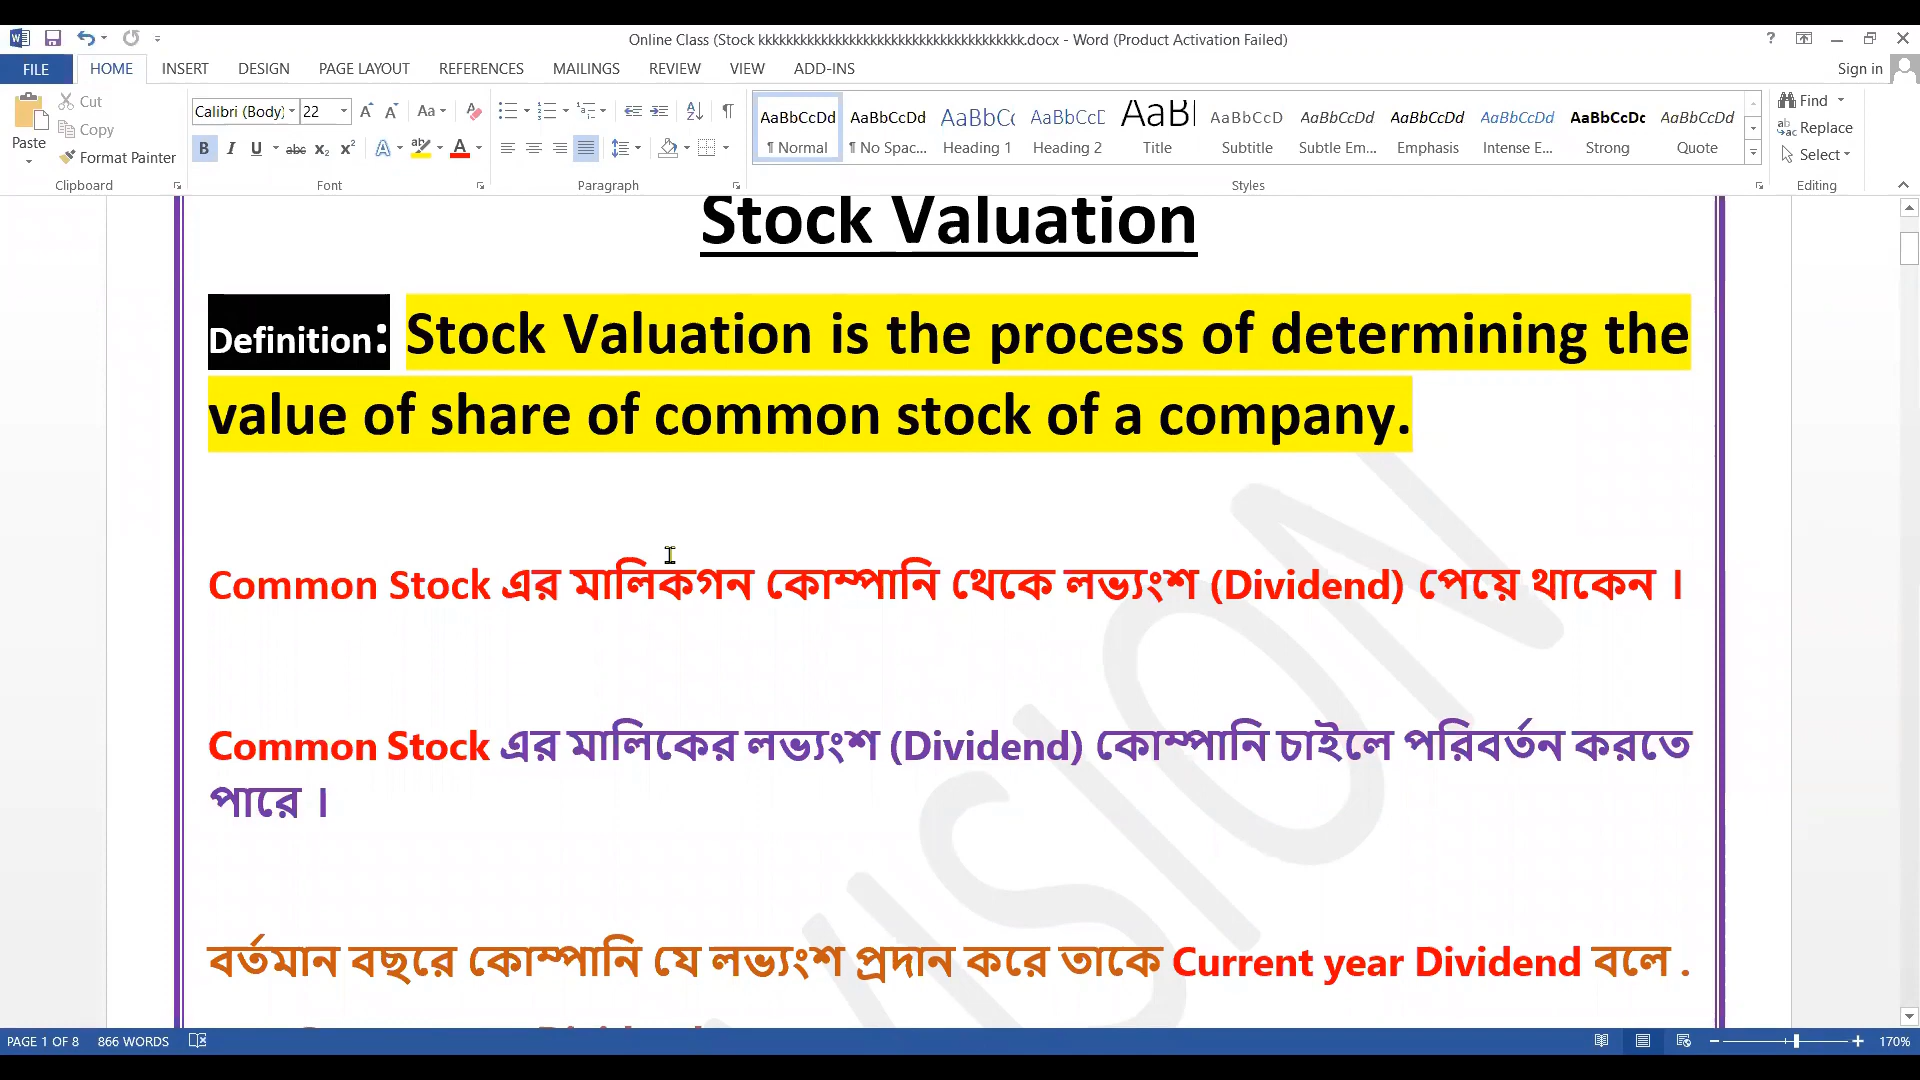 Online Class (Stock kkkkkkkkkkkkkkkkkkkkkkkkkkkkkkkkkkkkkk.docx - Word (Product Activation Failed)
FILE HOME INSERT DESIGN PAGE LAYOUT REFERENCES MAILINGS REVIEW VIEW ADD-INS Sign in
Cut
Copy
Format Painter
Paste
Clipboard
Calibri (Body) 22
Font
Paragraph
AaBbCcDd AaBbCcDd AaBbCc AaBbCcD AaBl AaBbCcD AaBbCcDd AaBbCcDd AaBbCcDd AaBbCcDc AaBbCcDd
¶ Normal ¶ No Spac... Heading 1 Heading 2 Title Subtitle Subtle Em... Emphasis Intense E... Strong Quote
Styles
Find
Replace
Select
Editing
Stock Valuation
Definition: Stock Valuation is the process of determining the
value of share of common stock of a company.
Common Stock এর মালিকগন কোম্পানি থেকে লভ্যংশ (Dividend) পেয়ে থাকেন ।
Common Stock এর মালিকের লভ্যংশ (Dividend) কোম্পানি চাইলে পরিবর্তন করতে
পারে ।
বর্তমান বছরে কোম্পানি যে লভ্যংশ প্রদান করে তাকে Current year Dividend বলে .
VISION
PAGE 1 OF 8 866 WORDS 170%